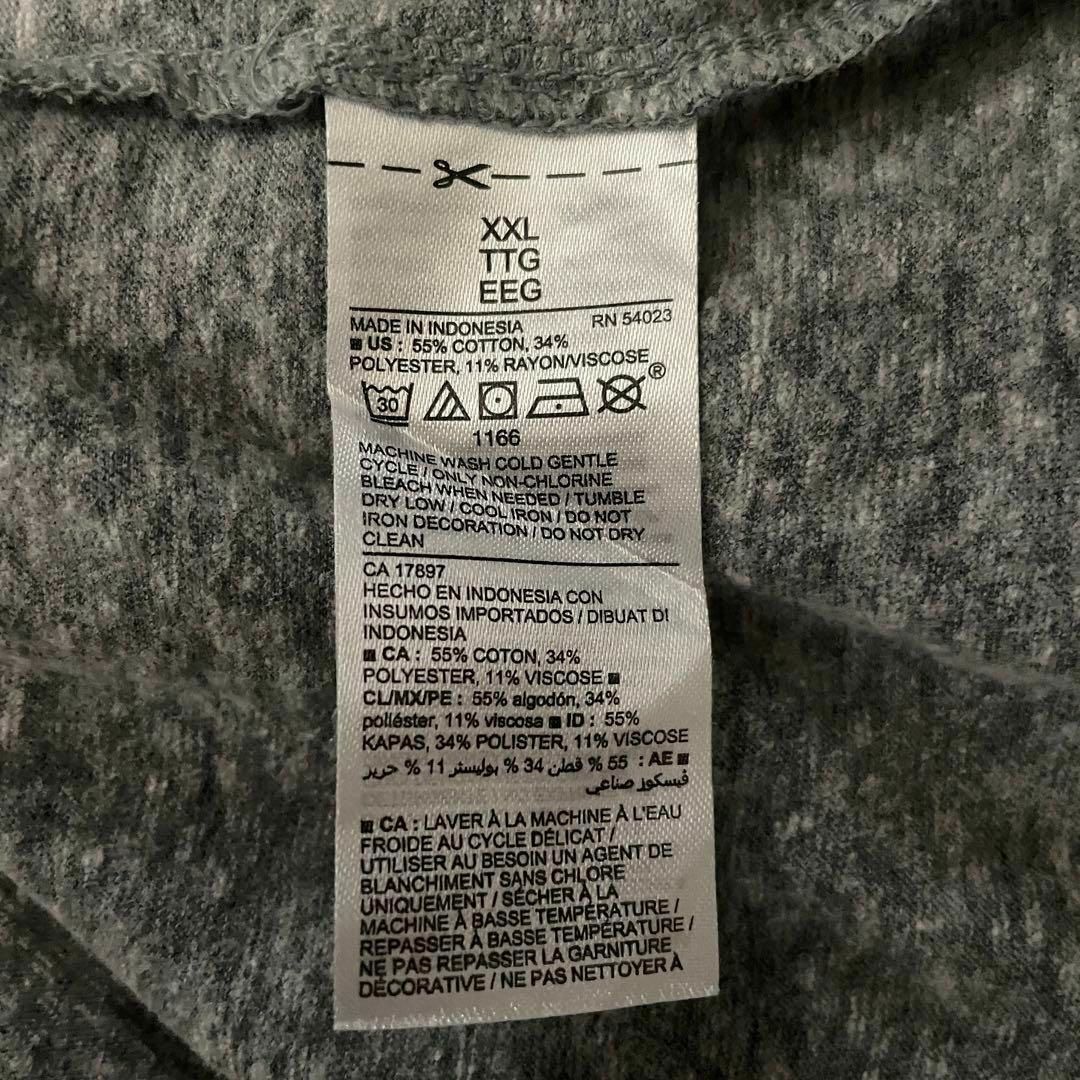 XXL
TTG
EEG
MADE IN INDONESIA RN 54023
US : 55% COTTON, 34%
POLYESTER, 11% RAYON/VISCOSE
30 ®
1166
MACHINE WASH COLD GENTLE
CYCLE / ONLY NON-CHLORINE
BLEACH WHEN NEEDED / TUMBLE
DRY LOW / COOL IRON / DO NOT
IRON DECORATION / DO NOT DRY
CLEAN
CA 17897
HECHO EN INDONESIA CON
INSUMOS IMPORTADOS / DIBUAT DI
INDONESIA
CA : 55% COTON, 34%
POLYESTER, 11% VISCOSE
CL/MX/PE : 55% algodón, 34%
poliéster, 11% viscosa ID : 55%
KAPAS, 34% POLISTER, 11% VISCOSE
AE : 55 % قطن 34 % بوليستر 11 % حرير
ڤيسكوز صناعي
CA : LAVER À LA MACHINE À L'EAU
FROIDE AU CYCLE DÉLICAT /
UTILISER AU BESOIN UN AGENT DE
BLANCHIMENT SANS CHLORE
UNIQUEMENT / SÉCHER À LA
MACHINE À BASSE TEMPÉRATURE /
REPASSER À BASSE TEMPÉRATURE /
NE PAS REPASSER LA GARNITURE
DÉCORATIVE / NE PAS NETTOYER À